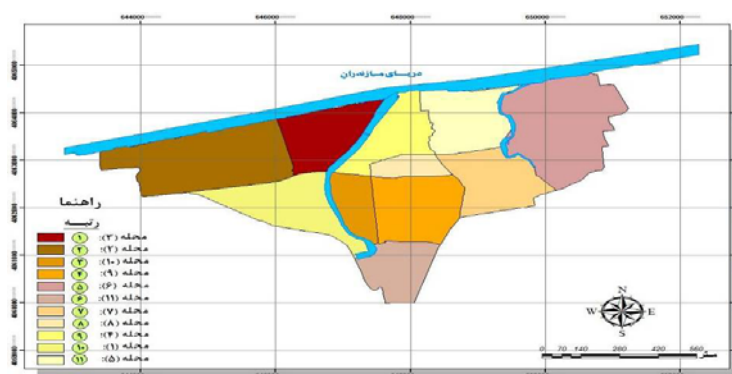 644000 646000 648000 650000 652000
دریای مازندران
راهنما
رتبه
محله (۳): ۱
محله (۲): ۲
محله (۱۰): ۳
محله (۹): ۴
محله (۶): ۵
محله (۱۱): ۶
محله (۷): ۷
محله (۸): ۸
محله (۴): ۹
محله (۱): ۱۰
محله (۵): ۱۱
N
W E
S
0 70 140 280 420 560
متر